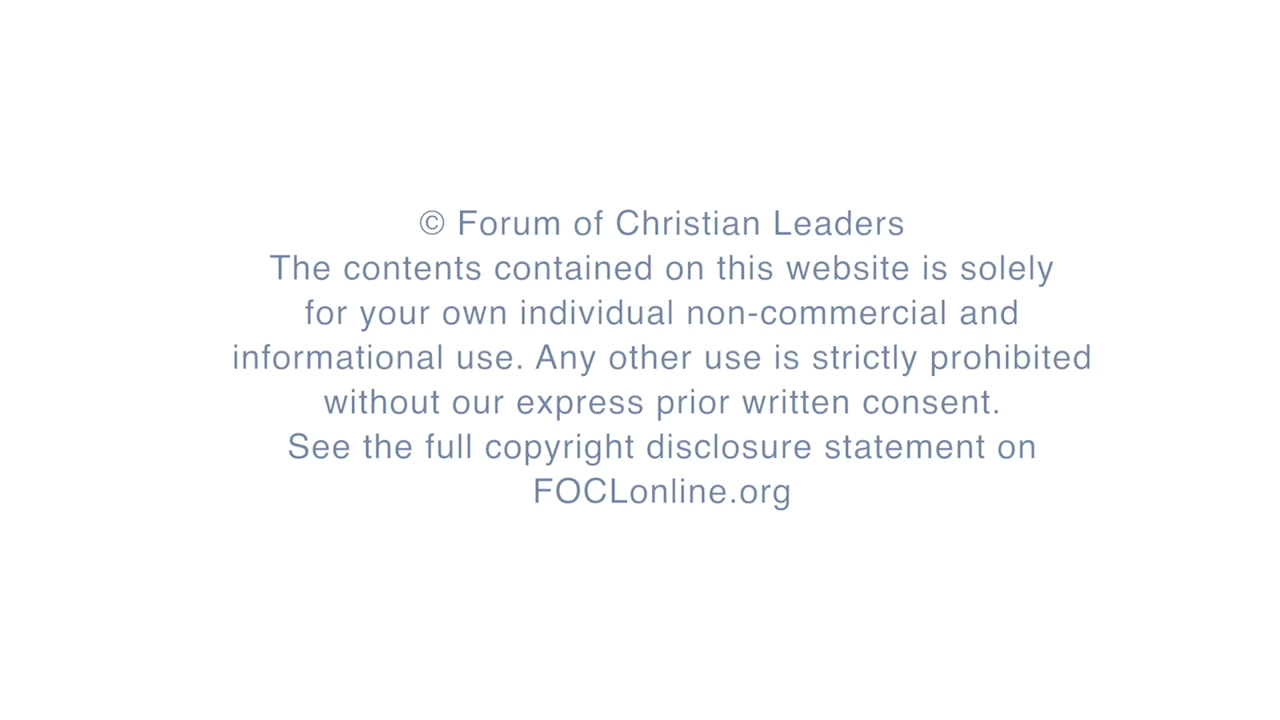 © Forum of Christian Leaders
The contents contained on this website is solely
for your own individual non-commercial and
informational use. Any other use is strictly prohibited
without our express prior written consent.
See the full copyright disclosure statement on
FOCLonline.org